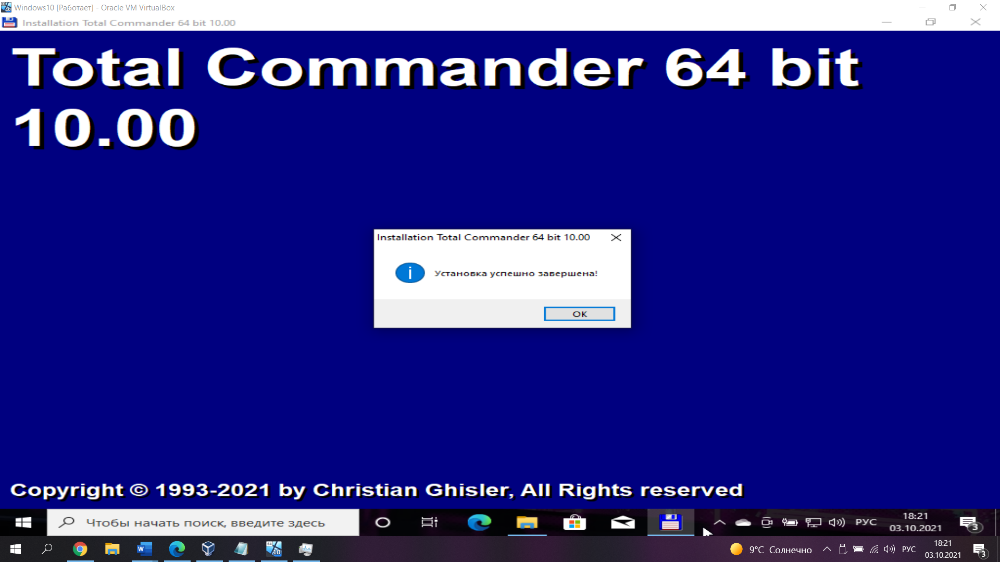 Windows10 [Работает] - Oracle VM VirtualBox
Installation Total Commander 64 bit 10.00
Total Commander 64 bit
10.00
Installation Total Commander 64 bit 10.00
i
Установка успешно завершена!
OK
Copyright © 1993-2021 by Christian Ghisler, All Rights reserved
Чтобы начать поиск, введите здесь
РУС
18:21
03.10.2021
3
W
64
10
9°C Солнечно
РУС
18:21
03.10.2021
3